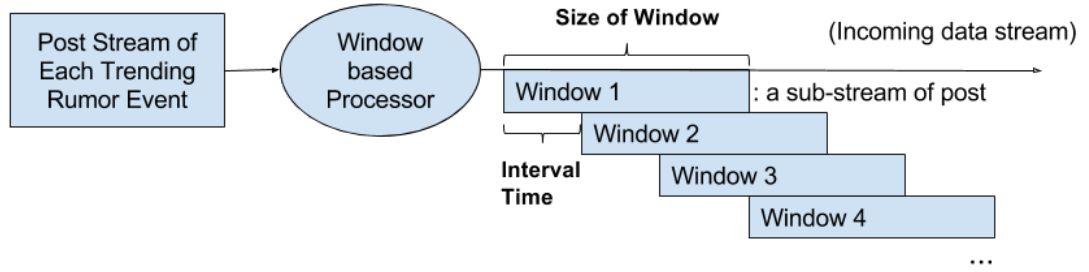 Post Stream of
Each Trending
Rumor Event
Window
based
Processor
Size of Window
(Incoming data stream)
Window 1
: a sub-stream of post
Window 2
Interval
Time
Window 3
Window 4
...